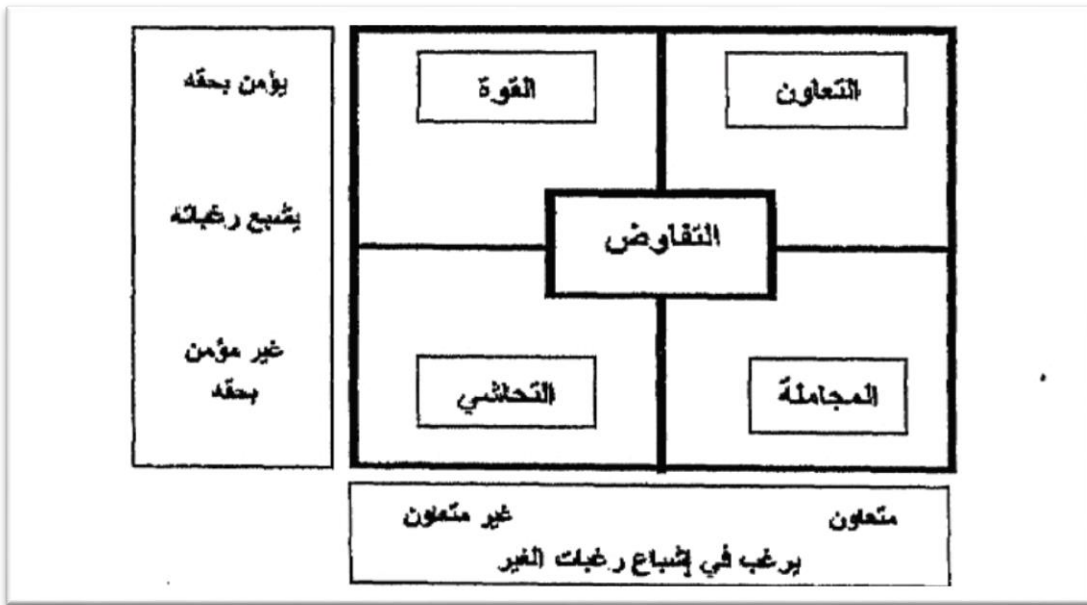 التعاون
القوة
يؤمن بحقه
التفاوض
يشبع رغباته
المجاملة
التحاشي
غير مؤمن
بحقه
متعاون
غير متعاون
يرغب في إشباع رغبات الغير